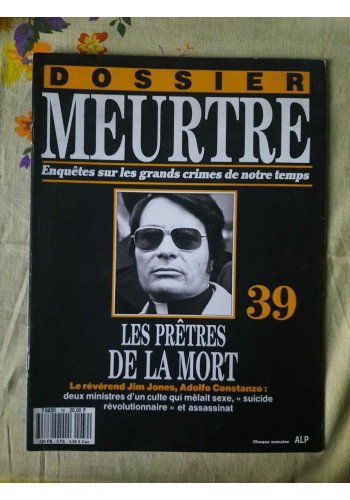 DOSSIER
MEURTRE
Enquêtes sur les grands crimes de notre temps
39
LES PRÊTRES
DE LA MORT
Le révérend Jim Jones, Adolfo Constanzo :
deux ministres d'un culte qui mêlait sexe, « suicide
révolutionnaire » et assassinat
Chaque semaine ALP